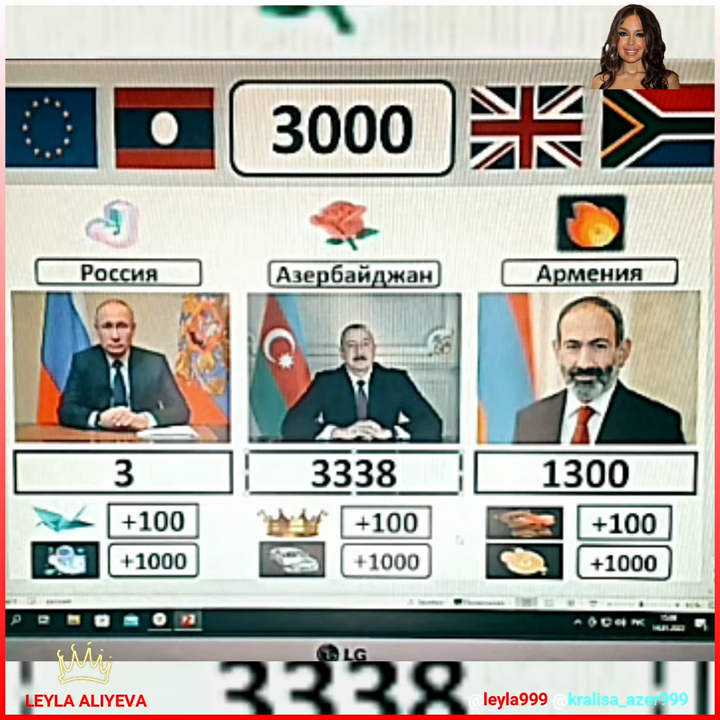 3000
Россия
Азербайджан
Армения
3
3338
1300
+100
+100
+100
+1000
+1000
+1000
LG
3338
LEYLA ALIYEVA
@leyla999 @kralisa_azer999